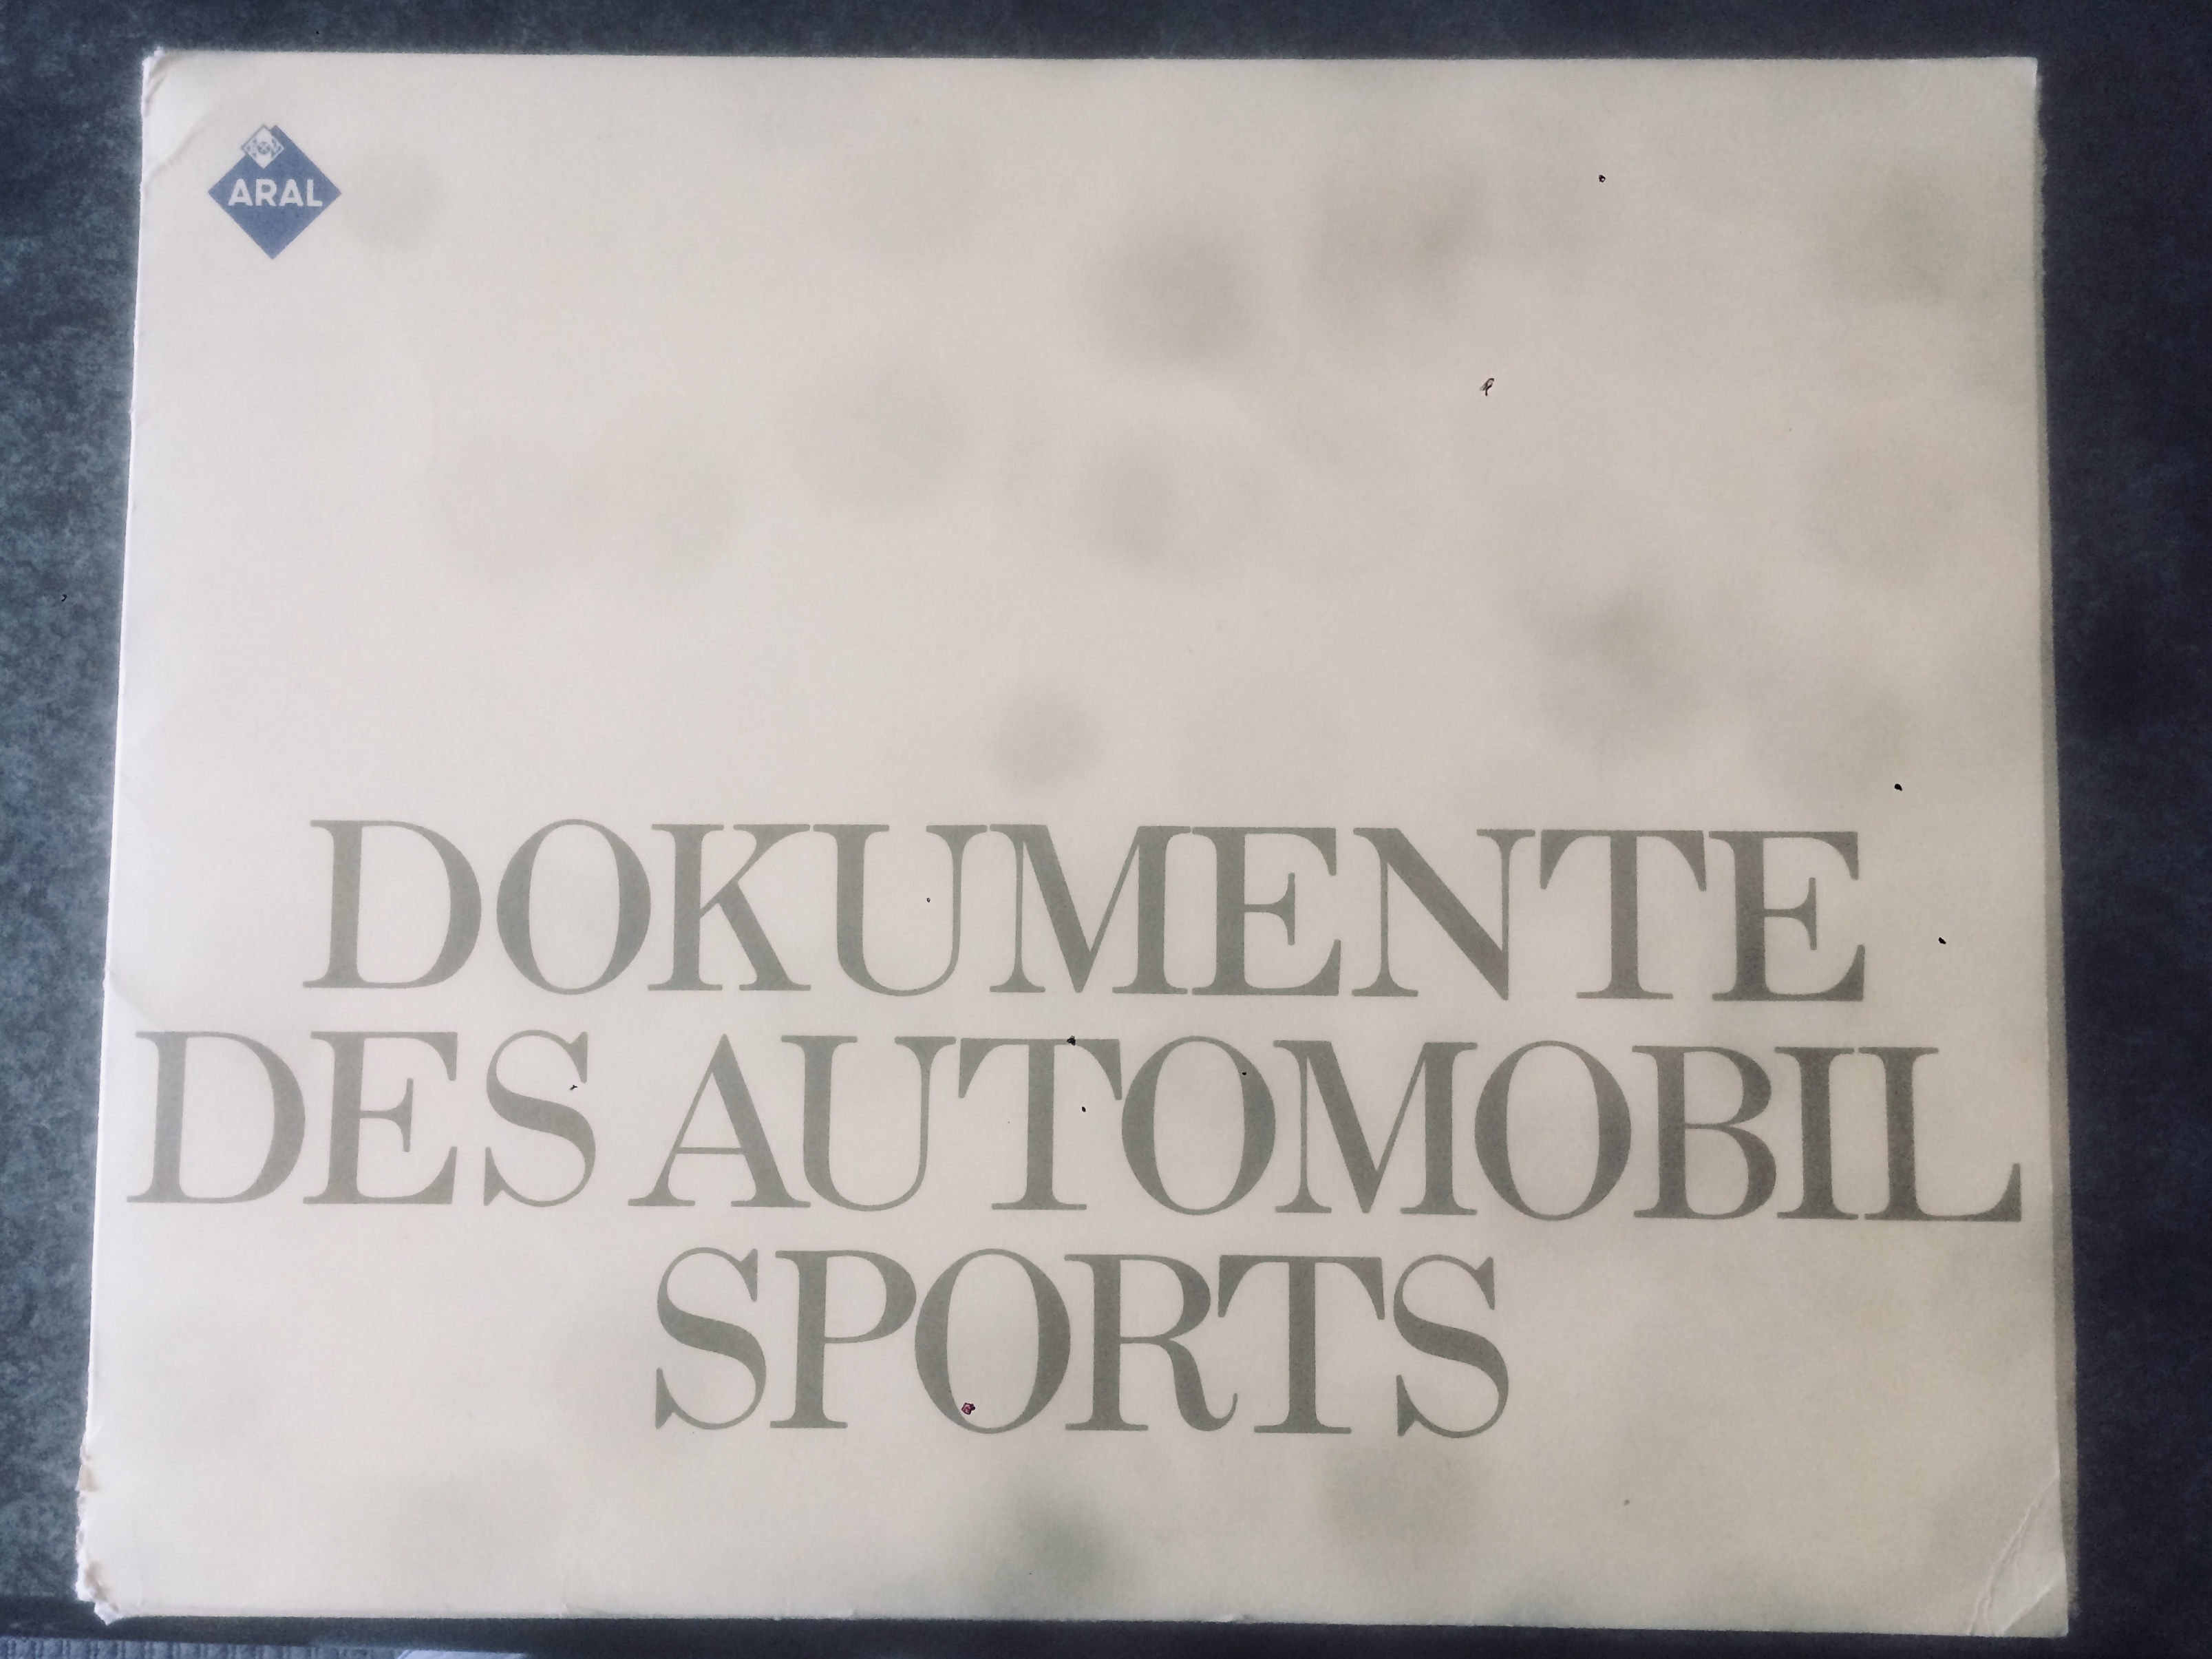 ARAL
DOKUMENTE
DES AUTOMOBIL
SPORTS